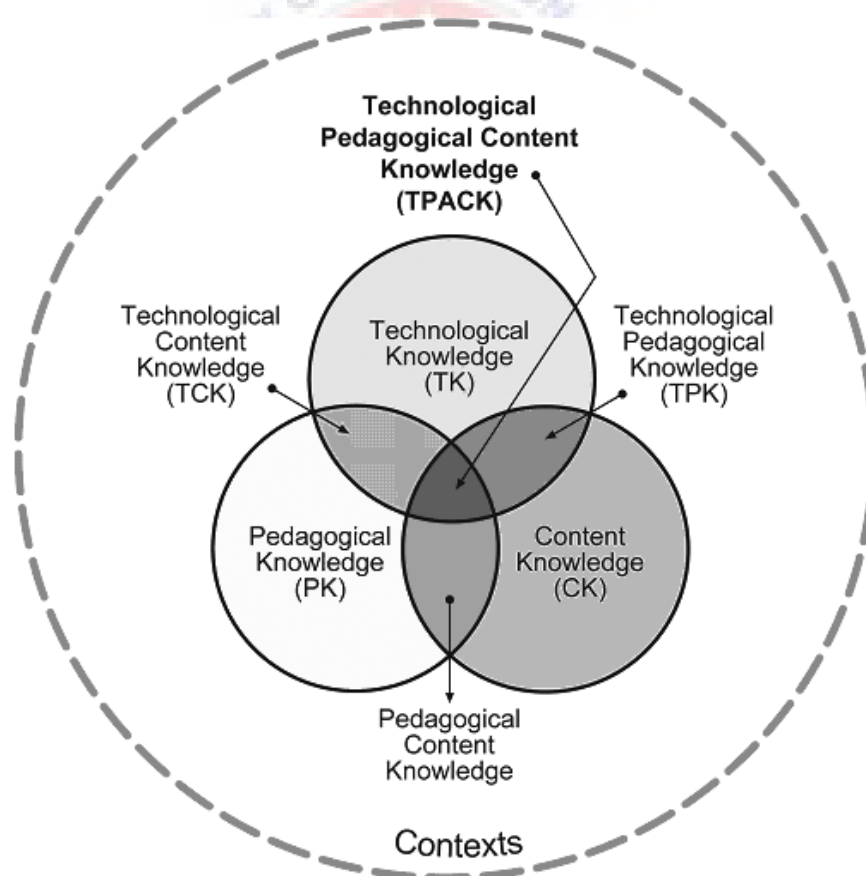 Technological
Pedagogical Content
Knowledge
(TPACK)
Technological
Content
Knowledge
(TCK)
Technological
Knowledge
(TK)
Technological
Pedagogical
Knowledge
(TPK)
Pedagogical
Knowledge
(PK)
Content
Knowledge
(CK)
Pedagogical
Content
Knowledge
Contexts